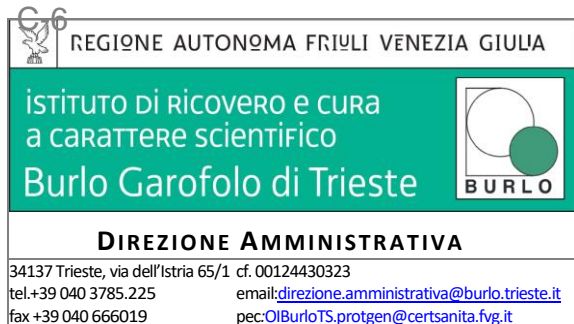 C-6
REGIONE AUTONOMA FRIULI VENEZIA GIULIA
istituto di ricovero e cura
a carattere scientifico
Burlo Garofolo di Trieste
BURLO
DIREZIONE AMMINISTRATIVA
34137 Trieste, via dell'Istria 65/1 cf. 00124430323
tel.+39 040 3785.225 email:direzione.amministrativa@burlo.trieste.it
fax +39 040 666019 pec:OIBurloTS.protgen@certsanita.fvg.it